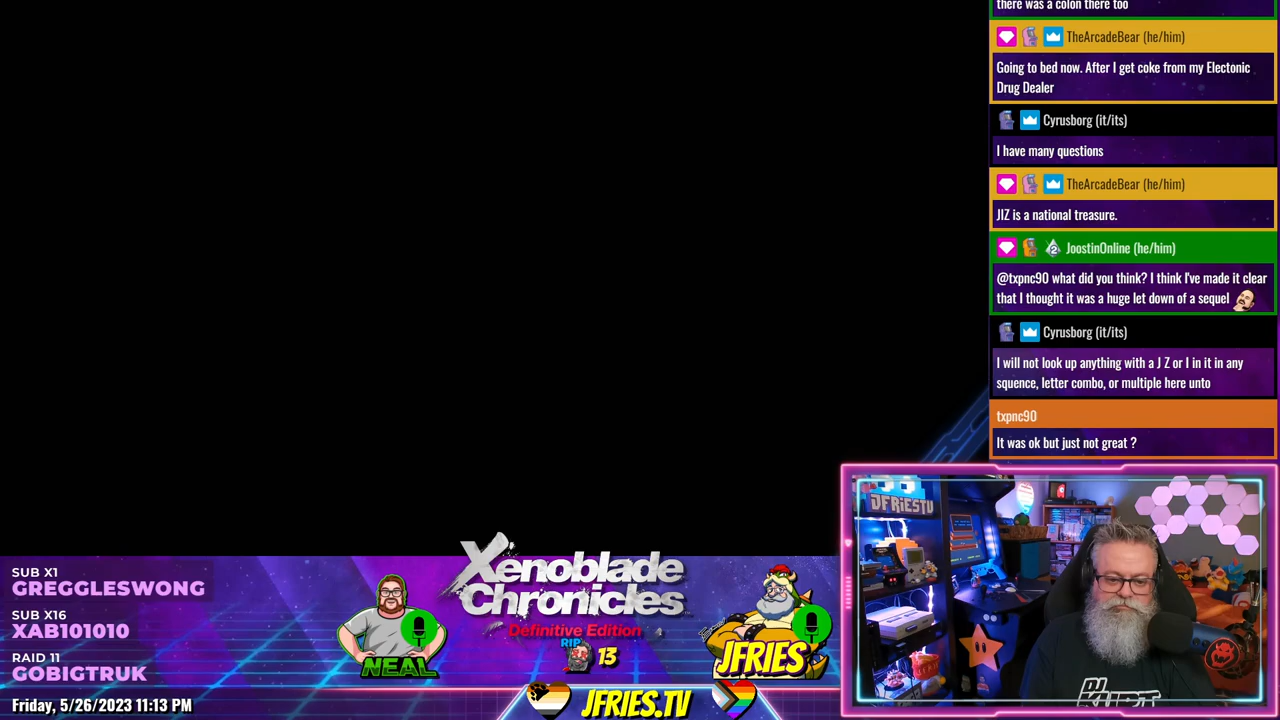 there was a colon there too
TheArcadeBear (he/him)
Going to bed now. After I get coke from my Electonic
Drug Dealer
Cyrusborg (it/its)
I have many questions
TheArcadeBear (he/him)
JIZ is a national treasure.
JoostinOnline (he/him)
@txpnc90 what did you think? I think I've made it clear
that I thought it was a huge let down of a sequel
Cyrusborg (it/its)
I will not look up anything with a J Z or I in it in any
squence, letter combo, or multiple here unto
txpnc90
It was ok but just not great ?
JFRIESTV
SUB X1
GREGGLESWONG
SUB X16
XAB101010
RAID 11
GOBIGTRUK
Friday, 5/26/2023 11:13 PM
NEAL
Xenoblade
Chronicles
Definitive Edition
RIP
13
JFRIES
JFRIES.TV
DJ
KURT